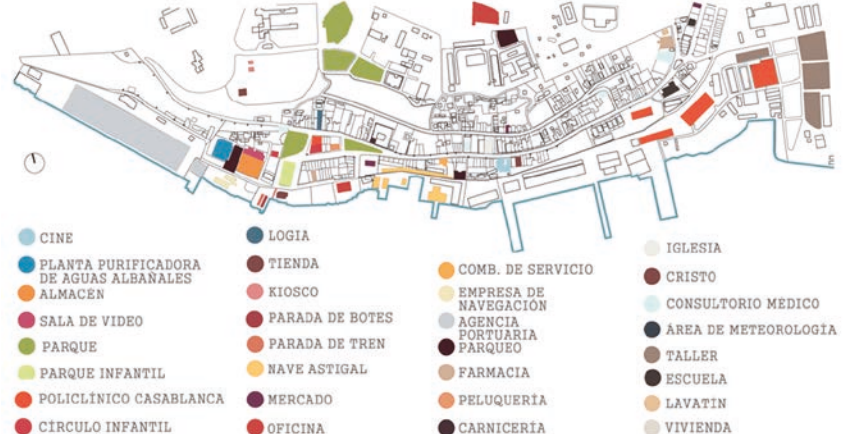 CINE
PLANTA PURIFICADORA
DE AGUAS ALBAÑALES
ALMACÉN
SALA DE VIDEO
PARQUE
PARQUE INFANTIL
POLICLÍNICO CASABLANCA
CÍRCULO INFANTIL
LOGIA
TIENDA
KIOSCO
PARADA DE BOTES
PARADA DE TREN
NAVE ASTIGAL
MERCADO
OFICINA
COMB. DE SERVICIO
EMPRESA DE
NAVEGACIÓN
AGENCIA
PORTUARIA
PARQUEO
FARMACIA
PELUQUERÍA
CARNICERÍA
IGLESIA
CRISTO
CONSULTORIO MÉDICO
ÁREA DE METEOROLOGÍA
TALLER
ESCUELA
LAVATÍN
VIVIENDA